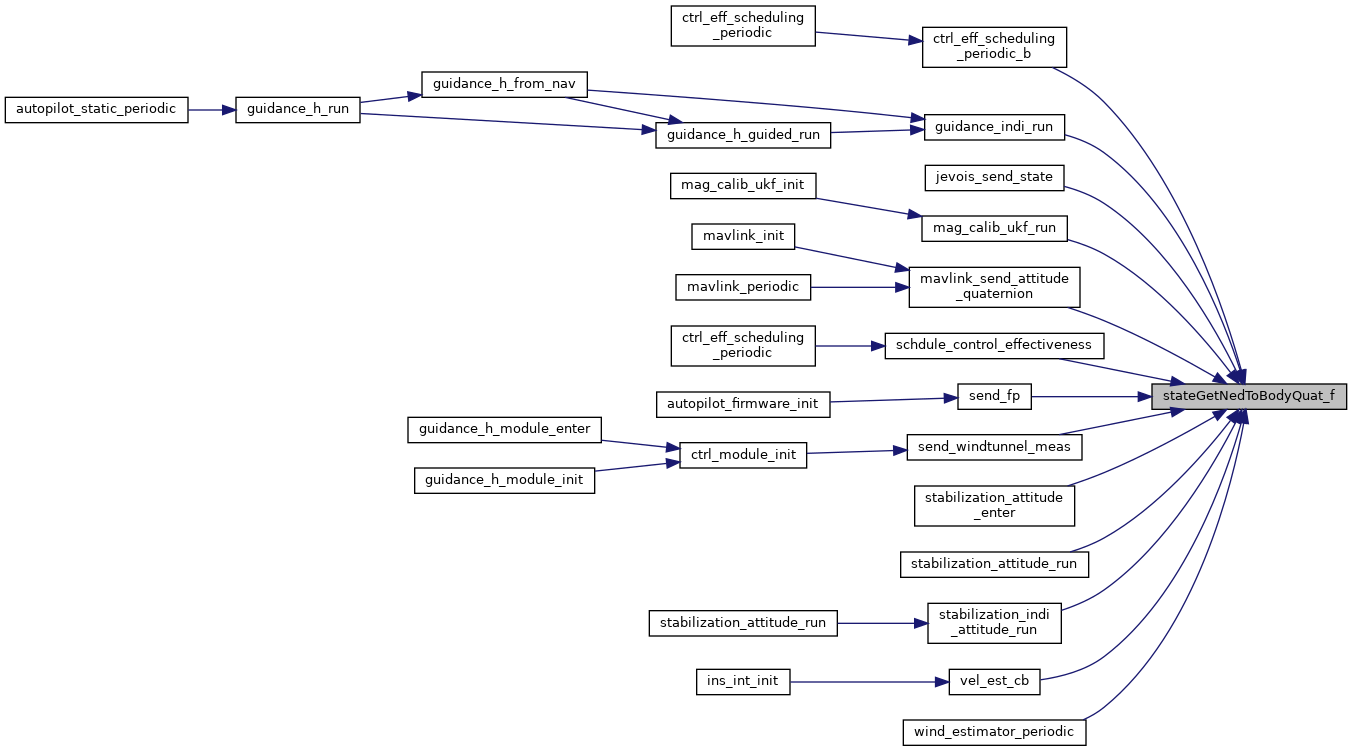 ctrl_eff_scheduling
_periodic
ctrl_eff_scheduling
_periodic_b
guidance_h_from_nav
autopilot_static_periodic
guidance_h_run
guidance_h_guided_run
guidance_indi_run
jevois_send_state
mag_calib_ukf_init
mag_calib_ukf_run
mavlink_init
mavlink_send_attitude
_quaternion
mavlink_periodic
ctrl_eff_scheduling
_periodic
schdule_control_effectiveness
stateGetNedToBodyQuat_f
autopilot_firmware_init
send_fp
guidance_h_module_enter
ctrl_module_init
send_windtunnel_meas
guidance_h_module_init
stabilization_attitude
_enter
stabilization_attitude_run
stabilization_attitude_run
stabilization_indi
_attitude_run
ins_int_init
vel_est_cb
wind_estimator_periodic